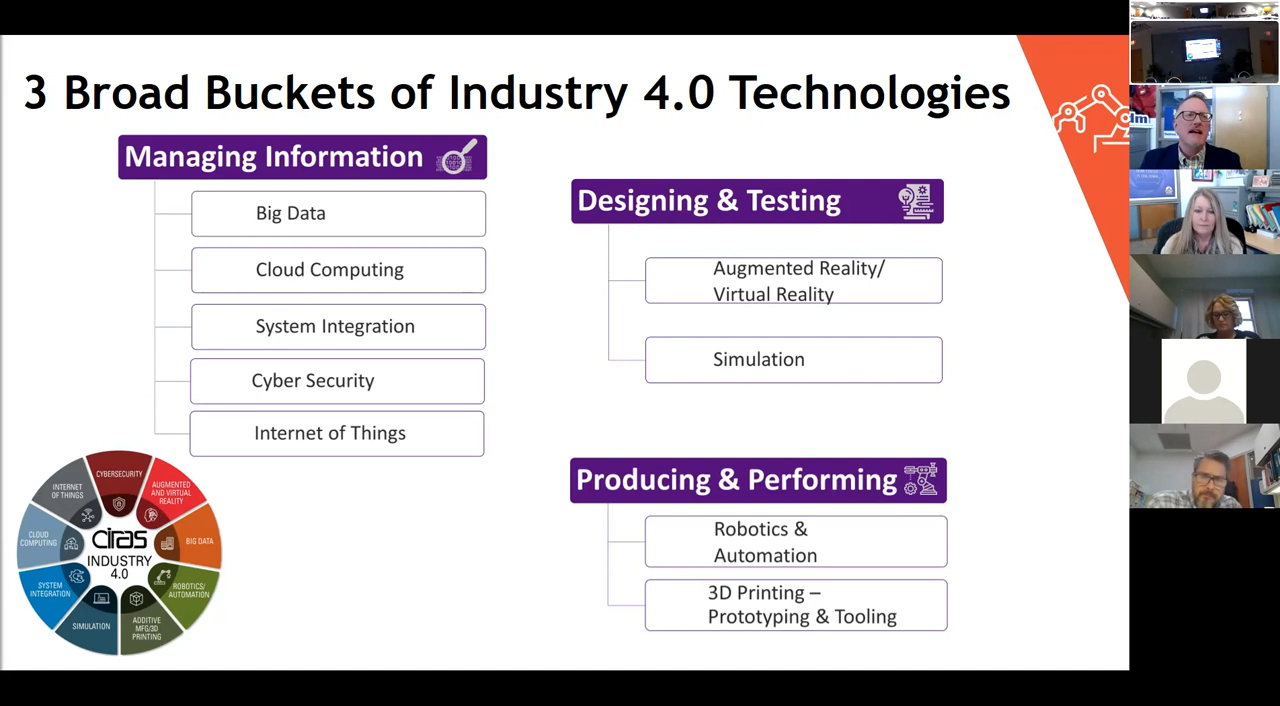 3 Broad Buckets of Industry 4.0 Technologies
Managing Information
Big Data
Cloud Computing
System Integration
Cyber Security
Internet of Things
Designing & Testing
Augmented Reality/
Virtual Reality
Simulation
Producing & Performing
Robotics &
Automation
3D Printing –
Prototyping & Tooling
CYBERSECURITY
AUGMENTED
AND VIRTUAL
REALITY
BIG DATA
ROBOTICS/
AUTOMATION
ADDITIVE
MFG/3D
PRINTING
SIMULATION
SYSTEM
INTEGRATION
CLOUD
COMPUTING
INTERNET
OF THINGS
ciras
INDUSTRY
4.0